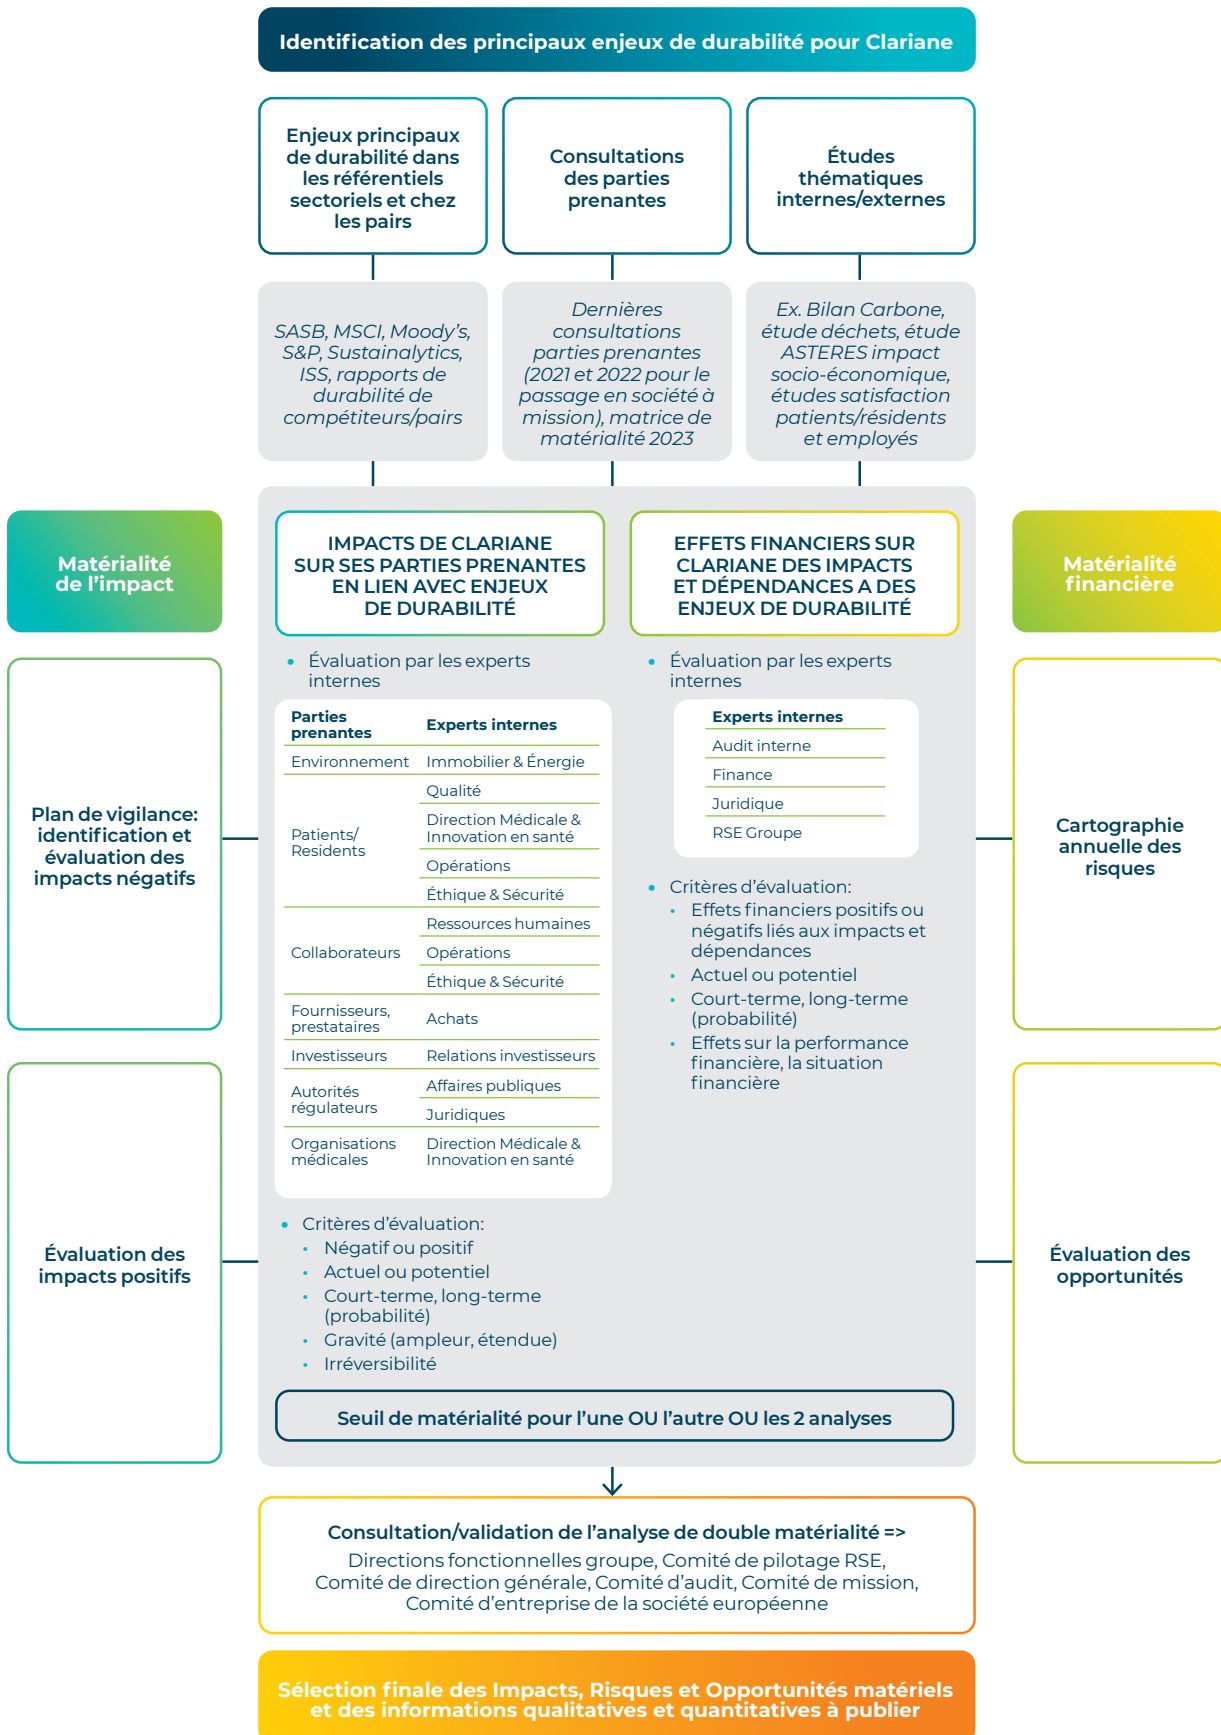 Identification des principaux enjeux de durabilité pour Clariane
Enjeux principaux
de durabilité dans
les référentiels
sectoriels et chez
les pairs
Consultations
des parties
prenantes
Études
thématiques
internes/externes
SASB, MSCI, Moody's,
S&P, Sustainalytics,
ISS, rapports de
durabilité de
compétiteurs/pairs
Dernières
consultations
parties prenantes
(2021 et 2022 pour le
passage en société à
mission), matrice de
matérialité 2023
Ex. Bilan Carbone,
étude déchets, étude
ASTERES impact
socio-économique,
études satisfaction
patients/résidents
et employés
Matérialité
de l'impact
Plan de vigilance:
identification et
évaluation des
impacts négatifs
Évaluation des
impacts positifs
IMPACTS DE CLARIANE
SUR SES PARTIES PRENANTES
EN LIEN AVEC ENJEUX
DE DURABILITÉ
• Évaluation par les experts
internes
Parties
prenantes
Experts internes
Environnement
Immobilier & Énergie
Patients/
Residents
Qualité
Direction Médicale &
Innovation en santé
Opérations
Éthique & Sécurité
Collaborateurs
Ressources humaines
Opérations
Éthique & Sécurité
Fournisseurs,
prestataires
Achats
Investisseurs
Relations investisseurs
Autorités
régulateurs
Affaires publiques
Juridiques
Organisations
médicales
Direction Médicale &
Innovation en santé
• Critères d'évaluation:
• Négatif ou positif
• Actuel ou potentiel
• Court-terme, long-terme
(probabilité)
• Gravité (ampleur, étendue)
• Irréversibilité
EFFETS FINANCIERS SUR
CLARIANE DES IMPACTS
ET DÉPENDANCES A DES
ENJEUX DE DURABILITÉ
• Évaluation par les experts
internes
Experts internes
Audit interne
Finance
Juridique
RSE Groupe
• Critères d'évaluation:
• Effets financiers positifs ou
négatifs liés aux impacts et
dépendances
• Actuel ou potentiel
• Court-terme, long-terme
(probabilité)
• Effets sur la performance
financière, la situation
financière
Matérialité
financière
Cartographie
annuelle des
risques
Évaluation des
opportunités
Seuil de matérialité pour l'une OU l'autre OU les 2 analyses
Consultation/validation de l'analyse de double matérialité =>
Directions fonctionnelles groupe, Comité de pilotage RSE,
Comité de direction générale, Comité d'audit, Comité de mission,
Comité d'entreprise de la société européenne
Sélection finale des Impacts, Risques et Opportunités matériels
et des informations qualitatives et quantitatives à publier